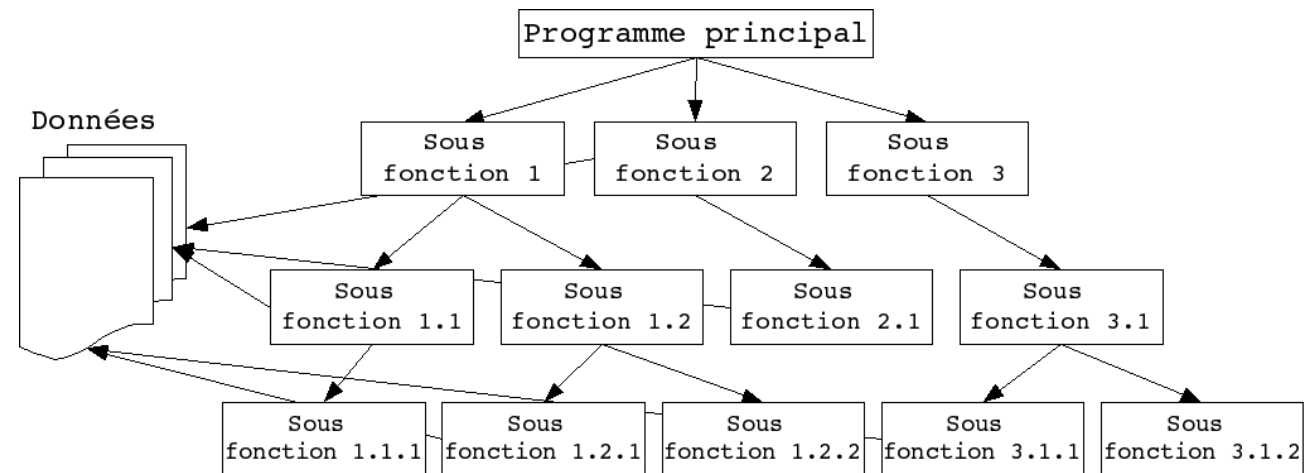 Programme principal
Données
Sous
fonction 1
Sous
fonction 2
Sous
fonction 3
Sous
fonction 1.1
Sous
fonction 1.2
Sous
fonction 2.1
Sous
fonction 3.1
Sous
fonction 1.1.1
Sous
fonction 1.2.1
Sous
fonction 1.2.2
Sous
fonction 3.1.1
Sous
fonction 3.1.2